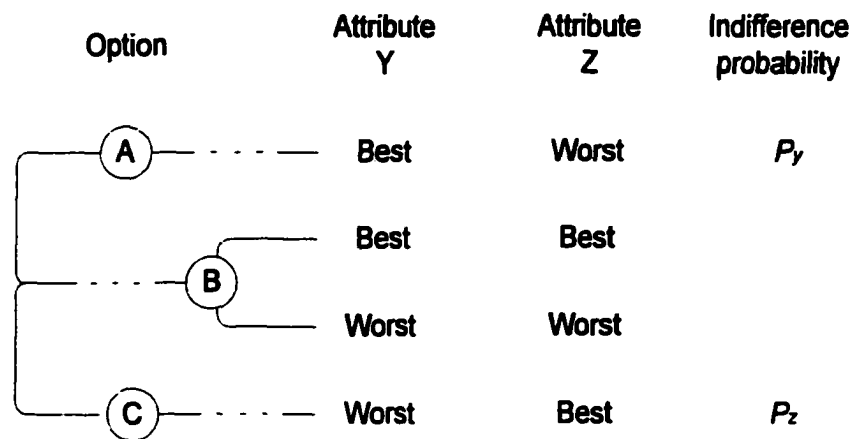 Option Attribute Y Attribute Z Indifference probability
A Best Worst Py
Best Best
B
Worst Worst
C Worst Best Pz